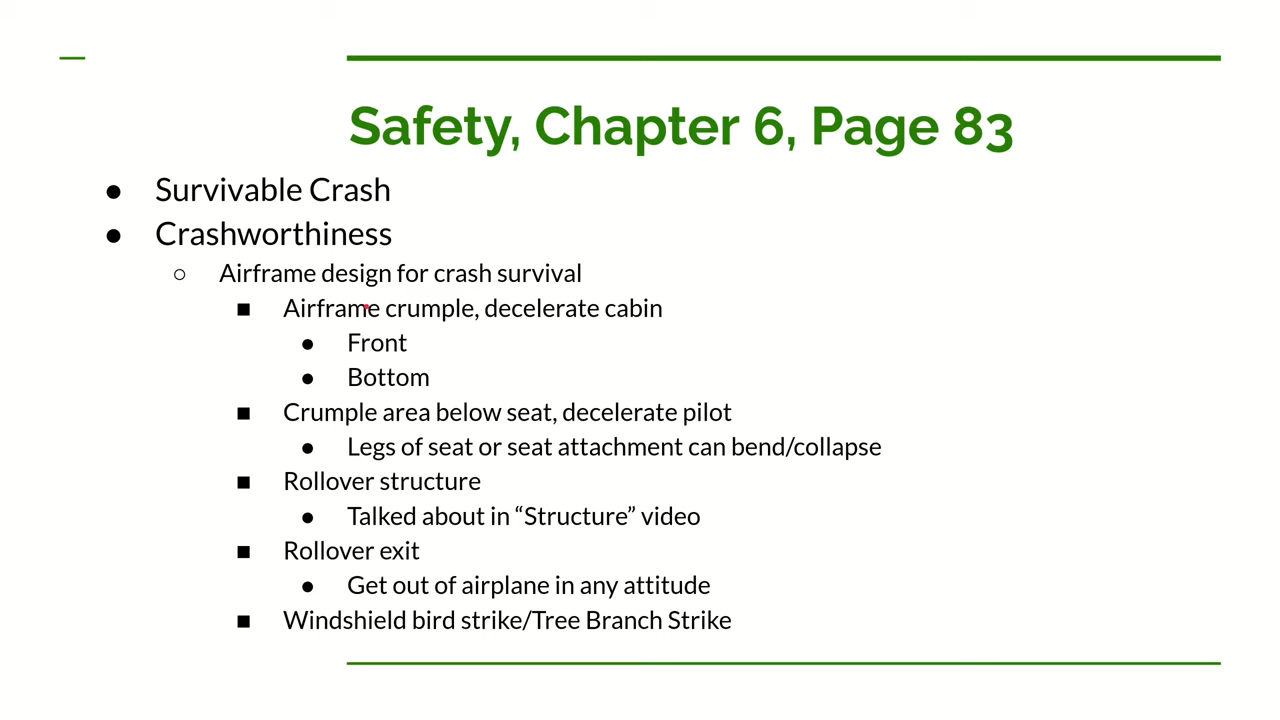 Safety, Chapter 6, Page 83
● Survivable Crash
● Crashworthiness
○ Airframe design for crash survival
■ Airframe crumple, decelerate cabin
● Front
● Bottom
■ Crumple area below seat, decelerate pilot
● Legs of seat or seat attachment can bend/collapse
■ Rollover structure
● Talked about in “Structure” video
■ Rollover exit
● Get out of airplane in any attitude
■ Windshield bird strike/Tree Branch Strike